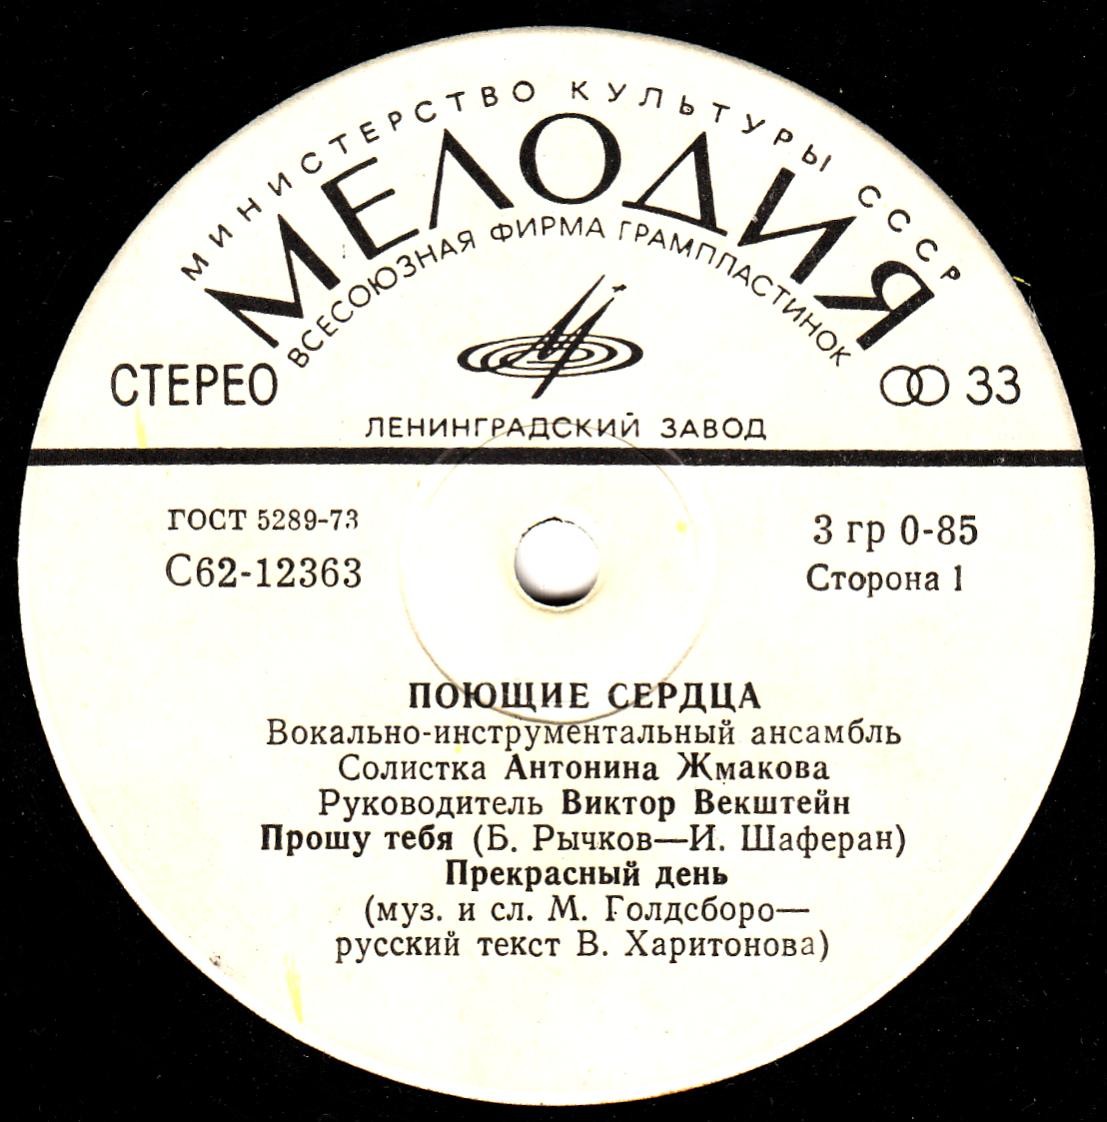 МИНИСТЕРСТВО КУЛЬТУРЫ СССР
МЕЛОДИЯ
ВСЕСОЮЗНАЯ ФИРМА ГРАМПЛАСТИНОК
СТЕРЕО
33
ЛЕНИНГРАДСКИЙ ЗАВОД
ГОСТ 5289-73
С62-12363
3 гр 0-85
Сторона 1
ПОЮЩИЕ СЕРДЦА
Вокально-инструментальный ансамбль
Солистка Антонина Жмакова
Руководитель Виктор Векштейн
Прошу тебя (Б. Рычков—И. Шаферан)
Прекрасный день
(муз. и сл. М. Голдсборо—
русский текст В. Харитонова)